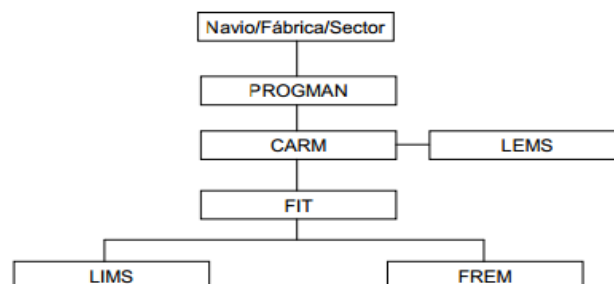 Navio/Fábrica/Sector
PROGMAN
CARM
LEMS
FIT
LIMS
FREM